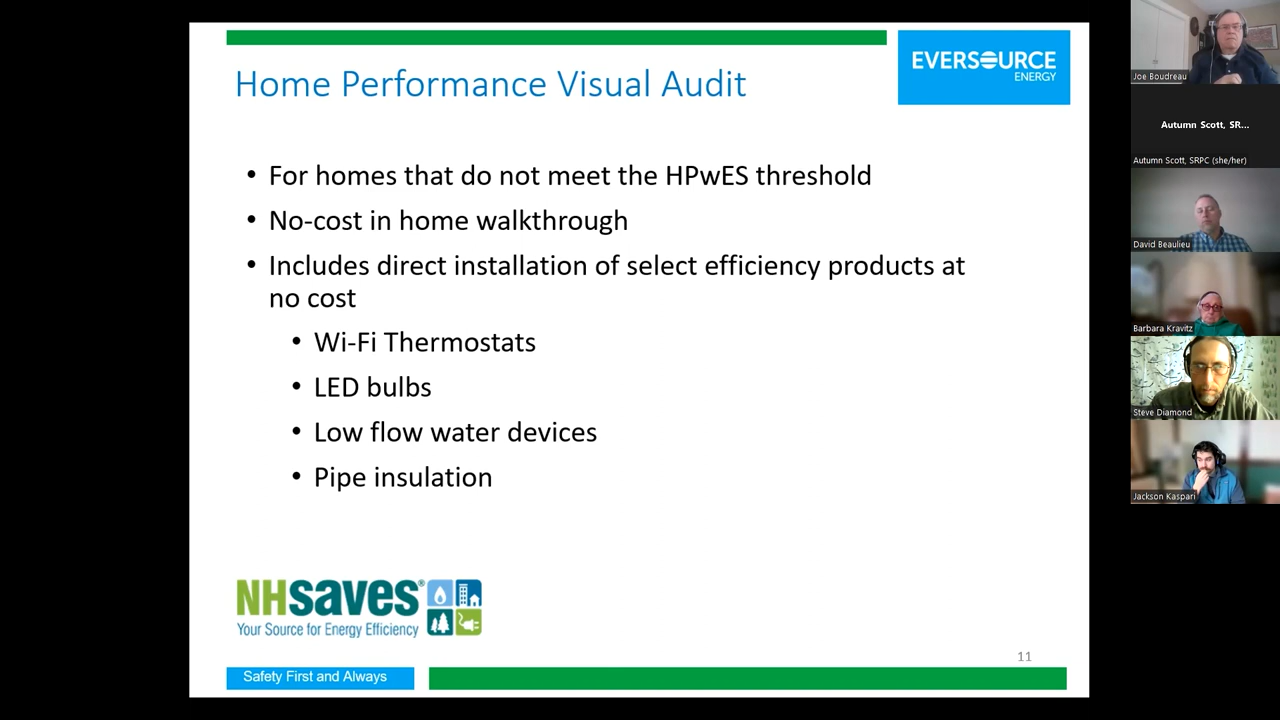 Home Performance Visual Audit
EVERSOURCE
ENERGY
• For homes that do not meet the HPwES threshold
• No-cost in home walkthrough
• Includes direct installation of select efficiency products at
no cost
• Wi-Fi Thermostats
• LED bulbs
• Low flow water devices
• Pipe insulation
NHsaves®
Your Source for Energy Efficiency
11
Safety First and Always
Joe Boudreau
Autumn Scott, SR...
Autumn Scott, SRPC (she/her)
David Beaulieu
Barbara Kravitz
Steve Diamond
Jackson Kaspari